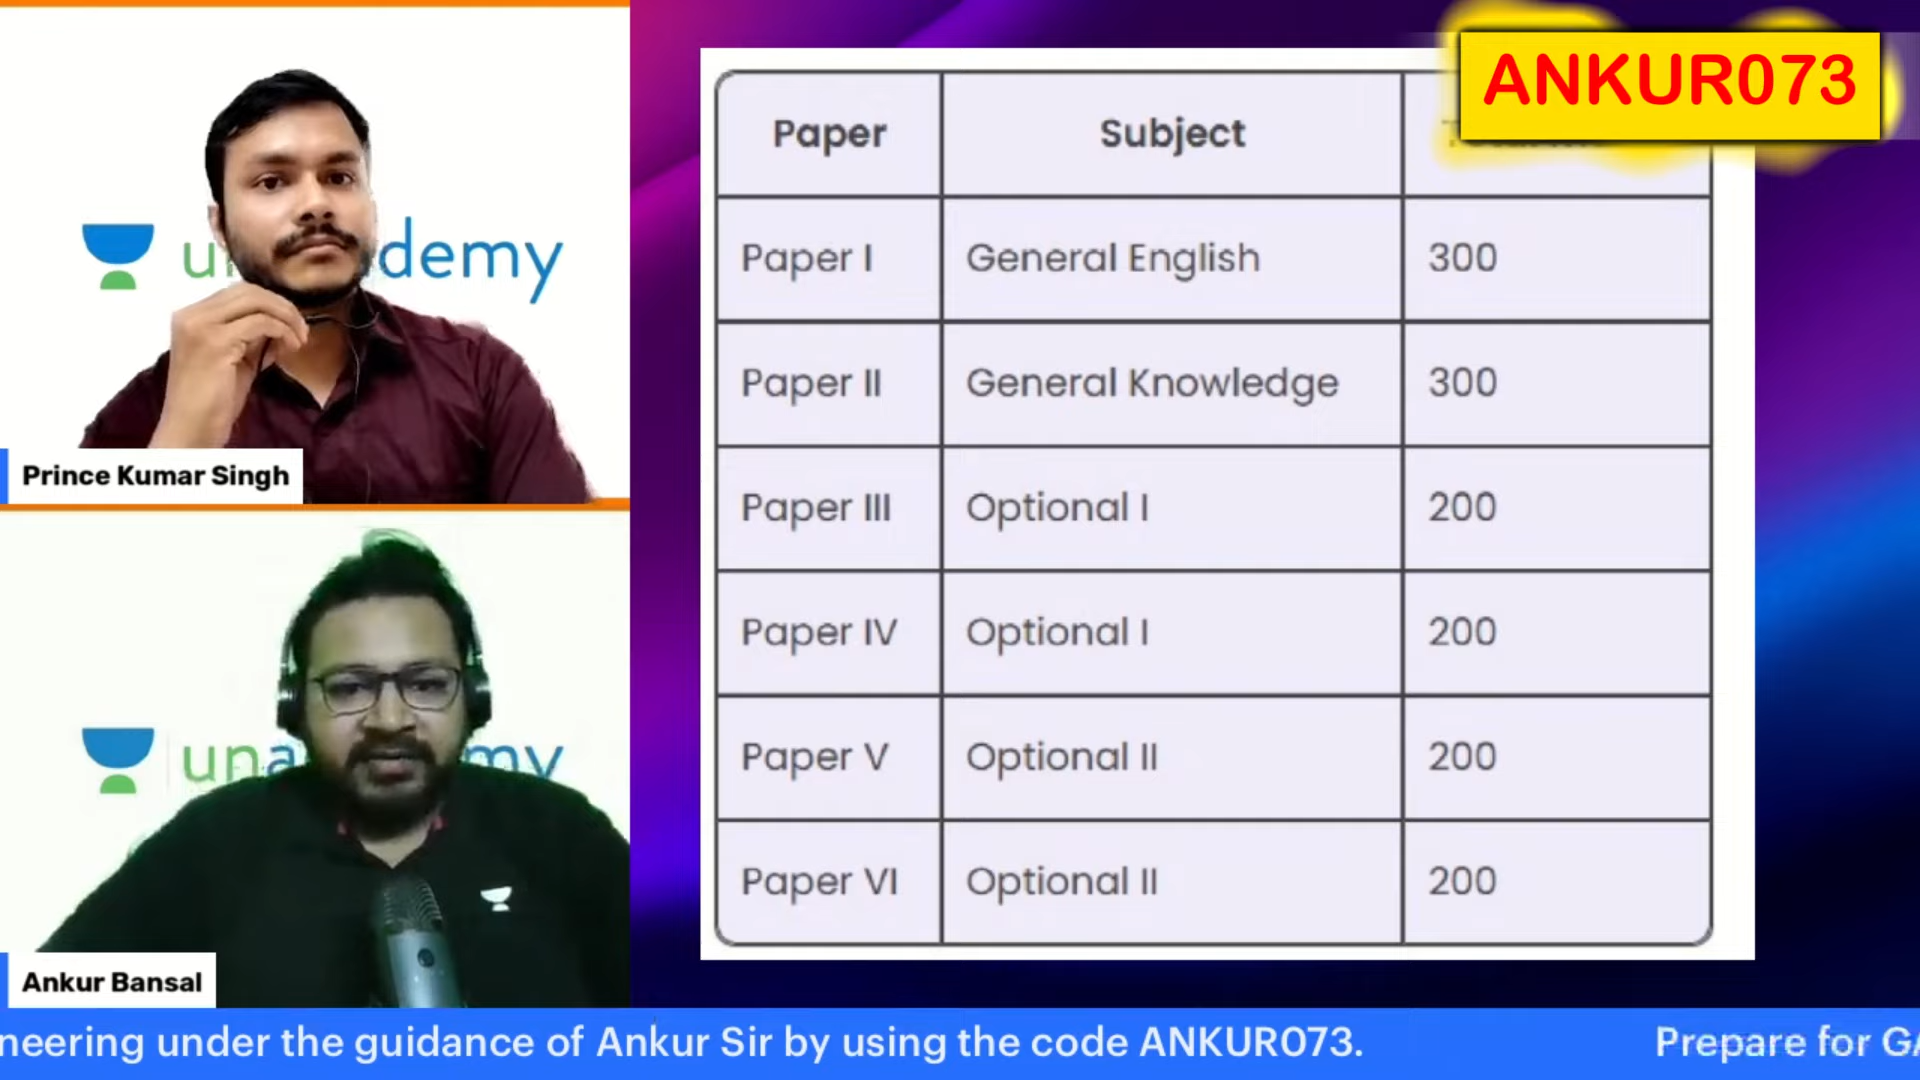 ANKUR073
Paper Subject
Paper I General English 300
Paper II General Knowledge 300
Paper III Optional I 200
Paper IV Optional I 200
Paper V Optional II 200
Paper VI Optional II 200
demy
Prince Kumar Singh
Ankur Bansal
neering under the guidance of Ankur Sir by using the code ANKUR073. Prepare for GA